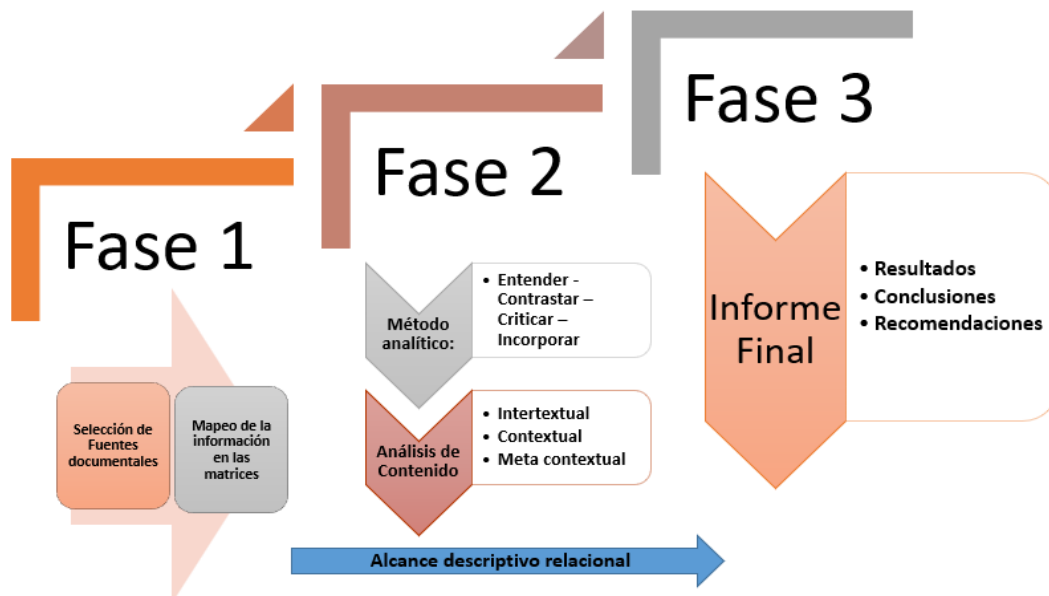 Fase 1
Selección de
Fuentes
documentales
Mapeo de la
información
en las
matrices
Fase 2
Método
analítico:
• Entender -
Contrastar –
Criticar –
Incorporar
Análisis de
Contenido
• Intertextual
• Contextual
• Meta contextual
Fase 3
Informe
Final
• Resultados
• Conclusiones
• Recomendaciones
Alcance descriptivo relacional